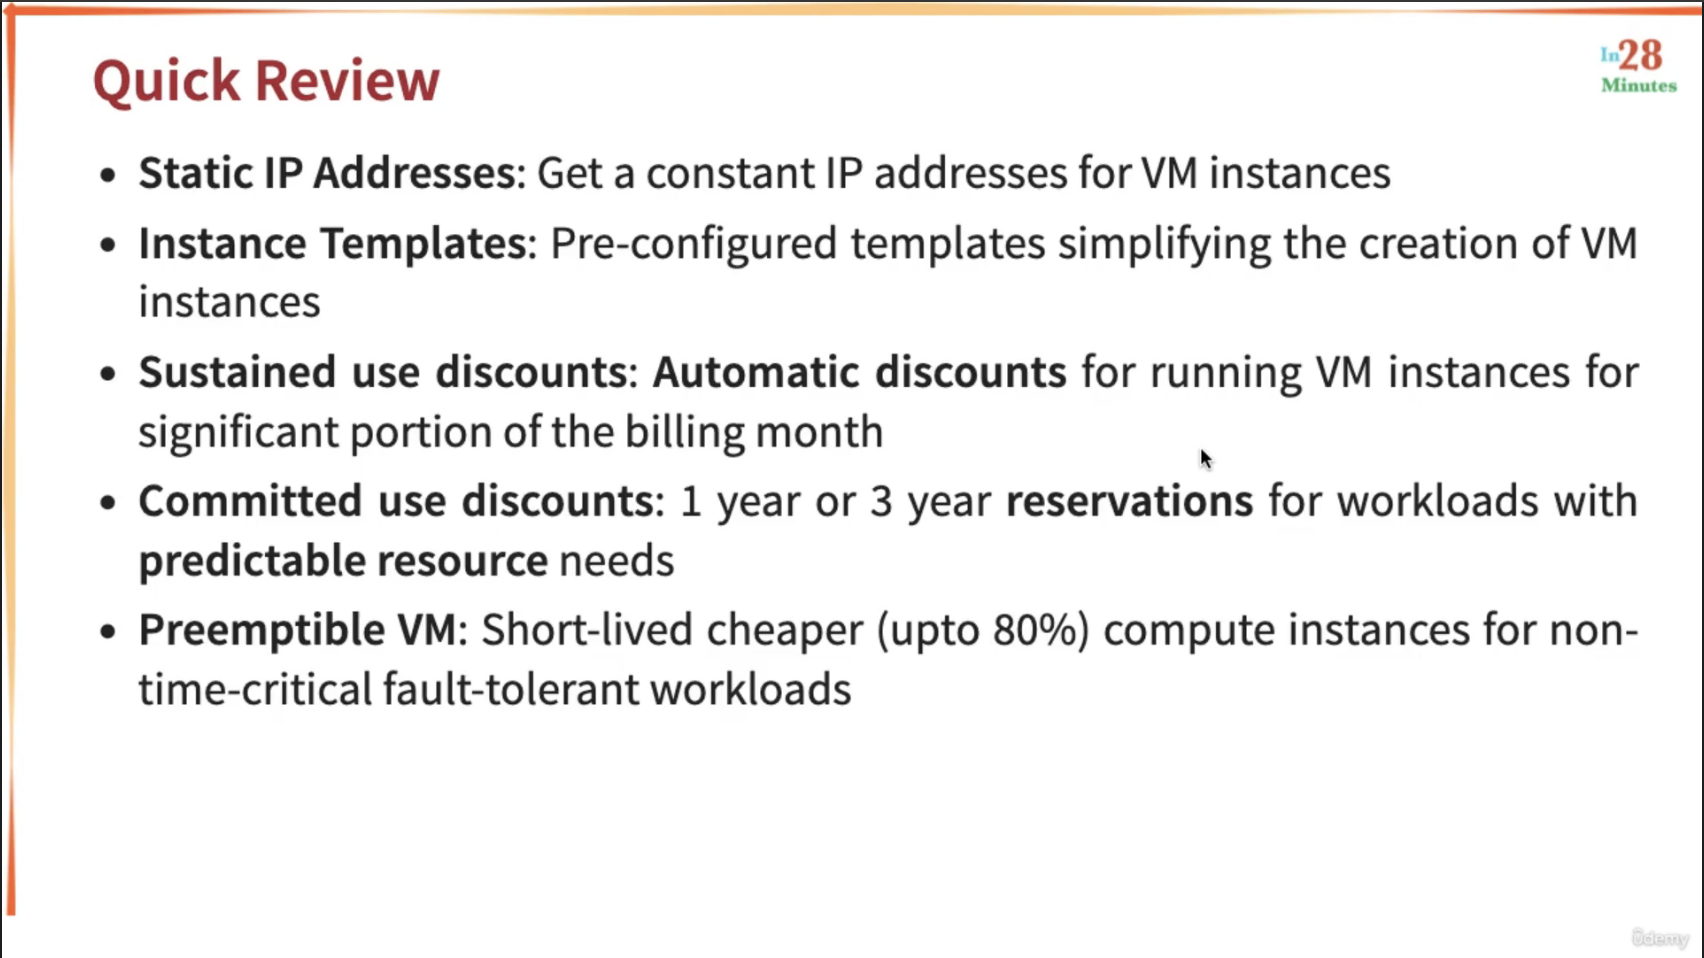 Quick Review
In28
Minutes
• Static IP Addresses: Get a constant IP addresses for VM instances
• Instance Templates: Pre-configured templates simplifying the creation of VM
instances
• Sustained use discounts: Automatic discounts for running VM instances for
significant portion of the billing month
• Committed use discounts: 1 year or 3 year reservations for workloads with
predictable resource needs
• Preemptible VM: Short-lived cheaper (upto 80%) compute instances for non-
time-critical fault-tolerant workloads
ûdemy